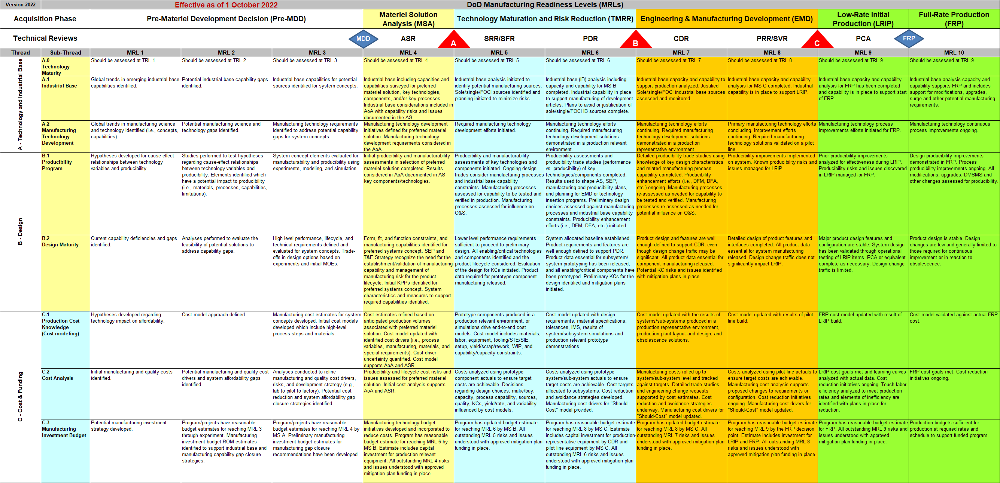 Version 2022
Effective as of 1 October 2022
DoD Manufacturing Readiness Levels (MRLs)
Acquisition Phase
Pre-Materiel Development Decision (Pre-MDD)
Materiel Solution
Analysis (MSA)
Technology Maturation and Risk Reduction (TMRR)
Engineering & Manufacturing Development (EMD)
Low-Rate Initial
Production (LRIP)
Full-Rate Production
(FRP)
Technical Reviews
MDD
ASR
A
SRR/SFR
PDR
B
CDR
PRR/SVR
C
PCA
FRP
Thread
Sub-Thread
MRL 1
MRL 2
MRL 3
MRL 4
MRL 5
MRL 6
MRL 7
MRL 8
MRL 9
MRL 10
A - Technology and Industrial Base
A.0
Technology
Maturity
Should be assessed at TRL 1.
Should be assessed at TRL 2.
Should be assessed at TRL 3.
Should be assessed at TRL 4.
Should be assessed at TRL 5.
Should be assessed at TRL 6.
Should be assessed at TRL 7
Should be assessed at TRL 8.
Should be assessed at TRL 9.
Should be assessed at TRL 9.
A.1
Industrial Base
Global trends in emerging industrial base
capabilities identified.
Potential industrial base capability gaps
identified.
Industrial base capabilities for potential
sources identified for system concepts.
Industrial base including capacities and
capabilities surveyed for preferred
materiel solution, key technologies,
components, and/or key processes.
Industrial base considerations included in
AoA with capability risks and issues
documented in the AS.
Industrial base analysis initiated to
identify potential manufacturing sources.
Sole/single/FOCI sources identified and
planning initiated to minimize risks.
Industrial base (IB) analysis including
capacity and capability for MS B
completed. Industrial capability in place
to support manufacturing of development
articles. Plans to avoid or justification of
sole/single/FOCI IB sources complete.
Industrial base capacity and capability to
support production analyzed. Justified
Sole/single/FOCI industrial base sources
assessed and monitored.
Industrial base capacity and capability
analysis for MS C completed. Industrial
capability is in place to support LRIP.
Industrial base capacity and capability
analysis for FRP has been completed
and capability is in place to support start
of FRP.
Industrial base analysis capacity and
capability supports FRP and includes
support for modifications, upgrades,
surge and other potential manufacturing
requirements.
A.2
Manufacturing
Technology
Development
Global trends in manufacturing science
and technology identified (i.e., concepts,
capabilities).
Potential manufacturing science and
technology gaps identified.
Manufacturing technology requirements
identified to address potential capability
gaps for system concepts.
Manufacturing technology development
initiatives defined for preferred materiel
solution. Manufacturing technology
development requirements considered in
the AoA.
Required manufacturing technology
development efforts initiated.
Manufacturing technology efforts
continuing. Required manufacturing
technology development solutions
demonstrated in a production relevant
environment.
Manufacturing technology efforts
continuing. Required manufacturing
technology development solutions
demonstrated in a production
representative environment.
Primary manufacturing technology efforts
concluding. Improvement efforts
continuing. Required manufacturing
technology solutions validated on a pilot
line.
Manufacturing technology process
improvements efforts initiated for FRP.
Manufacturing technology continuous
process improvements ongoing.
B - Design
B.1
Producibility
Program
Hypotheses developed for cause-effect
relationships between technology
variables and producibility.
Studies performed to test hypotheses
regarding cause-effect relationships
between technology variables and
producibility. Elements identified which
have a potential impact to producibility
(i.e., materials, processes, capabilities,
limitations).
System concept elements evaluated for
manufacturability and producibility using
experiments, modeling, and simulation.
Initial producibility and manufacturability
assessments in selection of preferred
materiel solution completed. Results
considered in AoA documented in AS
key components/technologies.
Producibility and manufacturability
assessments of key technologies and
components initiated. Ongoing design
trades consider manufacturing processes
and industrial base capability
constraints. Manufacturing processes
assessed for capability to be tested and
verified in production. Manufacturing
processes assessed for influence on
O&S.
Producibility assessments and
producibility trade studies (performance
vs. producibility) of key
technologies/components completed.
Results used to shape AS, SEP,
manufacturing and producibility plans,
and planning for EMD or technology
insertion programs. Preliminary design
choices assessed against manufacturing
processes and industrial base capability
constraints. Producibility enhancement
efforts (i.e., DFM, DFA, etc.) initiated.
Detailed producibility trade studies using
knowledge of key design characteristics
and related manufacturing process
capability completed. Producibility
enhancement efforts (i.e., DFM, DFA,
etc.) ongoing. Manufacturing processes
re-assessed as needed for capability to
be tested and verified. Manufacturing
processes re-assessed as needed for
potential influence on O&S.
Producibility improvements implemented
on system. Known producibility risks and
issues managed for LRIP.
Prior producibility improvements
analyzed for effectiveness during LRIP.
Producibility risks and issues discovered
in LRIP managed for FRP.
Design producibility improvements
demonstrated in FRP. Process
producibility improvements ongoing. All
modifications, upgrades, DMSMS and
other changes assessed for producibility.
B.2
Design Maturity
Current capability deficiencies and gaps
identified.
Analyses performed to evaluate the
feasibility of potential solutions to
address capability gaps.
High level performance, lifecycle, and
technical requirements defined and
evaluated for system concepts. Trade-
offs in design options based on
experiments and initial MOEs.
Form, fit, and function constraints, and
manufacturing capabilities identified for
preferred systems concept. SEP and
T&E Strategy recognize the need for the
establishment/validation of manufacturing
capability and management of
manufacturing risk for the product
lifecycle. Initial KPPs identified for
preferred systems concept. System
characteristics and measures to support
required capabilities identified.
Lower level performance requirements
sufficient to proceed to preliminary
design. All enabling/critical technologies
and components identified and the
product lifecycle considered. Evaluation
of the design for KCs initiated. Product
data required for prototype component
manufacturing released.
System allocated baseline established.
Product requirements and features are
well enough defined to support PDR.
Product data essential for subsystem/
system prototyping has been released,
and all enabling/critical components have
been prototyped. Preliminary KCs for the
design identified and mitigation plans
initiated.
Product design and features are well
enough defined to support CDR, even
though design change traffic may be
significant. All product data essential for
component manufacturing released.
Potential KC risks and issues identified
with mitigation plans in place.
Detailed design of product features and
interfaces completed. All product data
essential for system manufacturing
released. Design change traffic does not
significantly impact LRIP.
Major product design features and
configuration are stable. System design
has been validated through operational
testing of LRIP items. PCA or equivalent
complete as necessary. Design change
traffic is limited.
Product design is stable. Design
changes are few and generally limited to
those required for continuous
improvement or in reaction to
obsolescence.
C - Cost & Funding
C.1
Production Cost
Knowledge
(Cost modeling)
Hypotheses developed regarding
technology impact on affordability.
Cost model approach defined.
Manufacturing cost estimates for system
concepts developed. Initial cost models
developed which include high-level
process steps and materials.
Cost estimates refined based on
anticipated production volumes
associated with preferred materiel
solution. Cost model updated with
identified cost drivers (i.e., process
variables, manufacturing, materials, and
special requirements). Cost driver
uncertainty quantified. Cost model
supports AoA and ASR.
Prototype components produced in a
production relevant environment, or
simulations drive end-to-end cost
models. Cost model includes materials,
labor, equipment, tooling/STE/SIE,
setup, yield/scrap/rework, WIP, and
capability/capacity constraints.
Cost model updated with design
requirements, material specifications,
tolerances, IMS, results of
system/subsystem simulations and
production relevant prototype
demonstrations.
Cost model updated with the results of
systems/sub-systems produced in a
production representative environment,
production plant layout and design, and
obsolescence solutions.
Cost model updated with results of pilot
line build.
FRP cost model updated with result of
LRIP build.
Cost model validated against actual FRP
cost.
C.2
Cost Analysis
Initial manufacturing and quality costs
identified.
Potential manufacturing and quality cost
drivers and system affordability gaps
identified.
Analyses conducted to refine
manufacturing and quality cost drivers,
risks, and development strategy (e.g.,
lab to pilot to factory). Potential cost
reduction and system affordability gap
closure strategies identified.
Producibility and lifecycle cost risks and
issues assessed for preferred materiel
solution. Initial cost analysis supports
AoA and ASR.
Costs analyzed using prototype
component actuals to ensure target
costs are achievable. Decisions
regarding design choices, make/buy,
capacity, process capability, sources,
quality, KCs, yield/rate, and variability
influenced by cost models.
Costs analyzed using prototype
system/sub-system actuals to ensure
target costs are achievable. Cost targets
allocated to subsystems. Cost reduction
and avoidance strategies developed.
Manufacturing cost drivers for "Should-
Cost" model provided.
Manufacturing costs rolled up to
system/sub-system level and tracked
against targets. Detailed trade studies
and engineering change requests
supported by cost estimates. Cost
reduction and avoidance strategies
underway. Manufacturing cost drivers for
"Should-Cost" model updated.
Costs analyzed using pilot line actuals to
ensure target costs are achievable.
Manufacturing cost analysis supports
proposed changes to requirements or
configuration. Cost reduction initiatives
ongoing. Manufacturing cost drivers for
"Should-Cost" model updated.
LRIP cost goals met and learning curves
analyzed with actual data. Cost
reduction initiatives ongoing. Touch labor
efficiency analyzed to meet production
rates and elements of inefficiency are
identified with plans in place for
reduction.
FRP cost goals met. Cost reduction
initiatives ongoing.
C.3
Manufacturing
Investment Budget
Potential manufacturing investment
strategy developed.
Program/projects have reasonable
budget estimates for reaching MRL 3
through experiment. Manufacturing
investment budget ROM estimates
identified to support industrial base and
manufacturing capability gap closure
strategies.
Program/projects have reasonable
budget estimates for reaching MRL 4 by
MS A. Preliminary manufacturing
investment budget estimates for
manufacturing gap closure
recommendations have been developed.
Manufacturing technology budget
initiatives developed and incorporated to
reduce costs. Program has reasonable
budget estimate for reaching MRL 6 by
MS B. Estimate includes capital
investment for production relevant
equipment. All outstanding MRL 4 risks
and issues understood with approved
mitigation plan funding in place.
Program has updated budget estimate
for reaching MRL 6 by MS B. All
outstanding MRL 5 risks and issues
understood with approved mitigation plan
funding in place.
Program has reasonable budget estimate
for reaching MRL 8 by MS C. Estimate
includes capital investment for production-
representative equipment by CDR and
pilot line equipment by MS C. All
outstanding MRL 6 risks and issues
understood with approved mitigation plan
funding in place.
Program has updated budget estimate
for reaching MRL 8 by MS C. All
outstanding MRL 7 risks and issues
understood with approved mitigation plan
funding in place.
Program has reasonable budget estimate
for reaching MRL 9 by the FRP decision
point. Estimate includes investment for
LRIP and FRP. All outstanding MRL 8
risks and issues understood with
approved mitigation plan funding in place.
Program has reasonable budget estimate
for FRP. All outstanding MRL 9 risks and
issues understood with approved
mitigation plan funding in place.
Production budgets sufficient for
production at required rates and
schedule to support funded program.